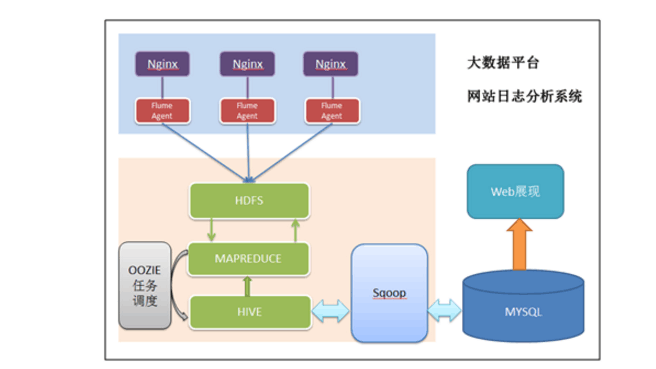 Nginx Nginx Nginx
大数据平台
网站日志分析系统
Flume
Agent
Flume
Agent
Flume
Agent
HDFS
MAPREDUCE
HIVE
OOZIE
任务
调度
Sqoop
MYSQL
Web展现